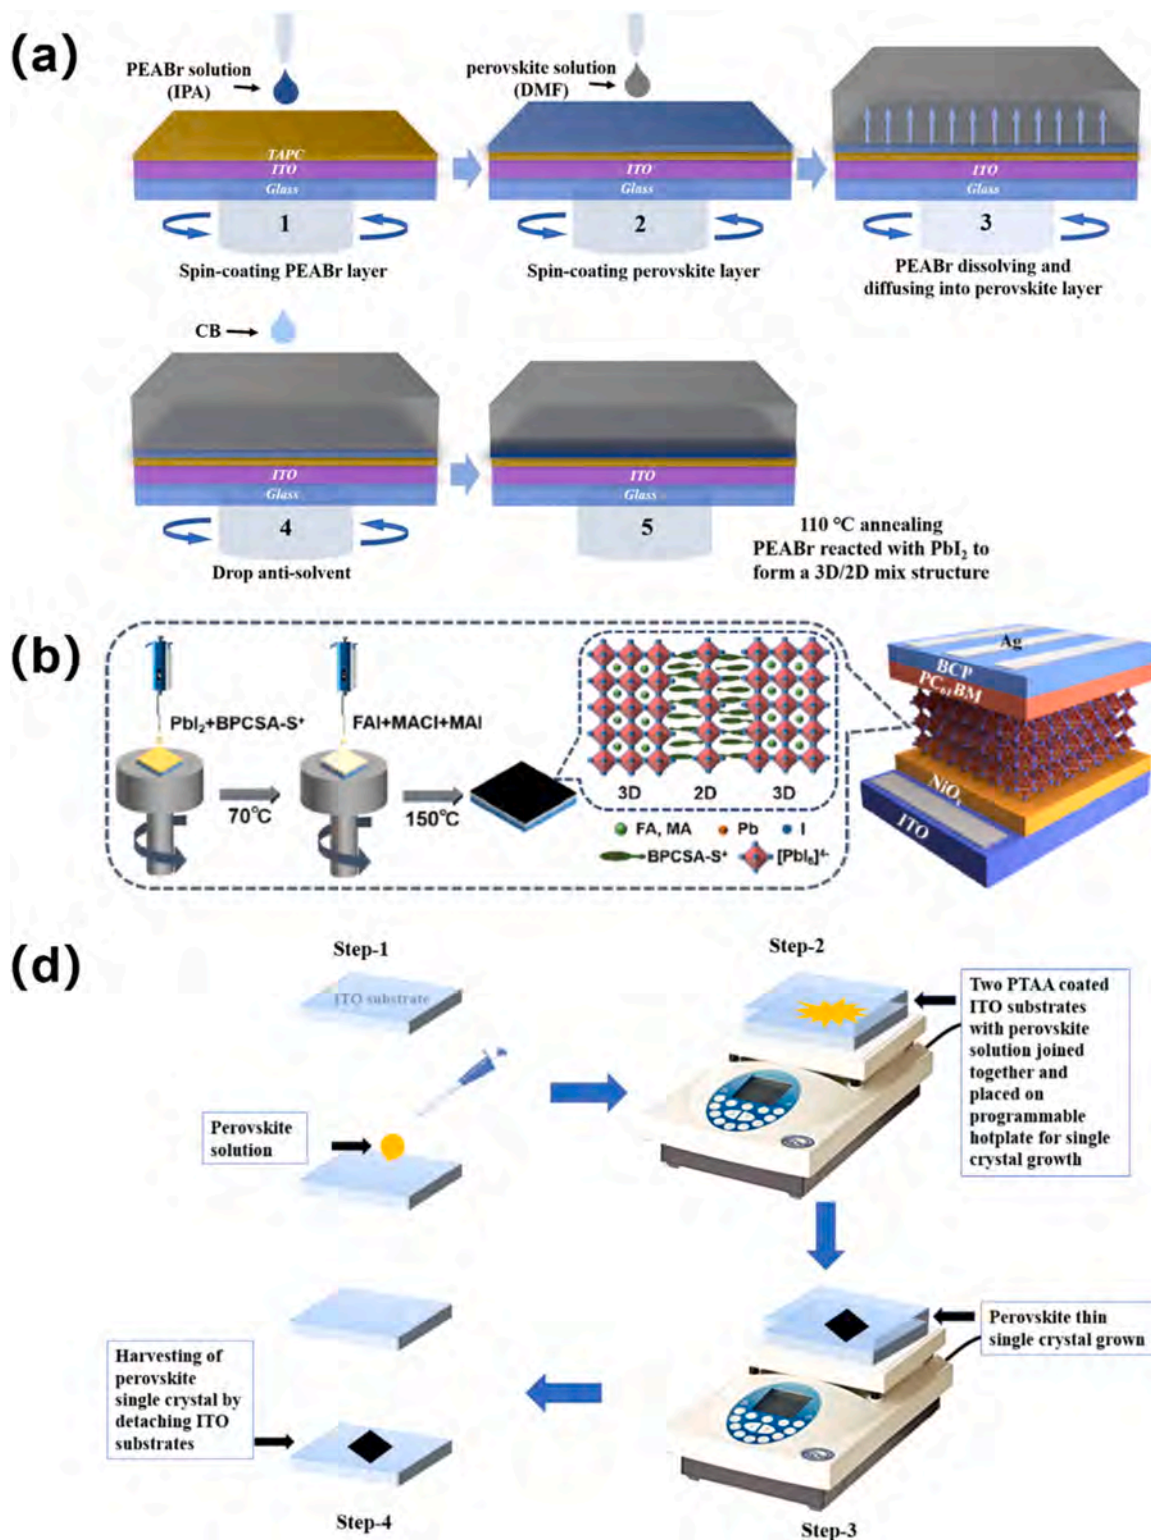 (a)
PEABr solution
(IPA)
TAPC
ITO
Glass
1
Spin-coating PEABr layer
perovskite solution
(DMF)
ITO
Glass
2
Spin-coating perovskite layer
ITO
Glass
3
PEABr dissolving and
diffusing into perovskite layer
CB
ITO
Glass
4
Drop anti-solvent
ITO
Glass
5
110 °C annealing
PEABr reacted with PbI₂ to
form a 3D/2D mix structure
(b)
PbI₂+BPCSA-S⁺
70℃
FAI+MACl+MAI
150℃
3D 2D 3D
FA, MA Pb I
BPCSA-S⁺ [PbI₆]⁴⁻
Ag
BCP
PC₆₁BM
NiOₓ
ITO
(d)
Step-1
ITO substrate
Perovskite
solution
Step-2
Two PTAA coated
ITO substrates
with perovskite
solution joined
together and
placed on
programmable
hotplate for single
crystal growth
Perovskite thin
single crystal grown
Step-3
Harvesting of
perovskite
single crystal by
detaching ITO
substrates
Step-4